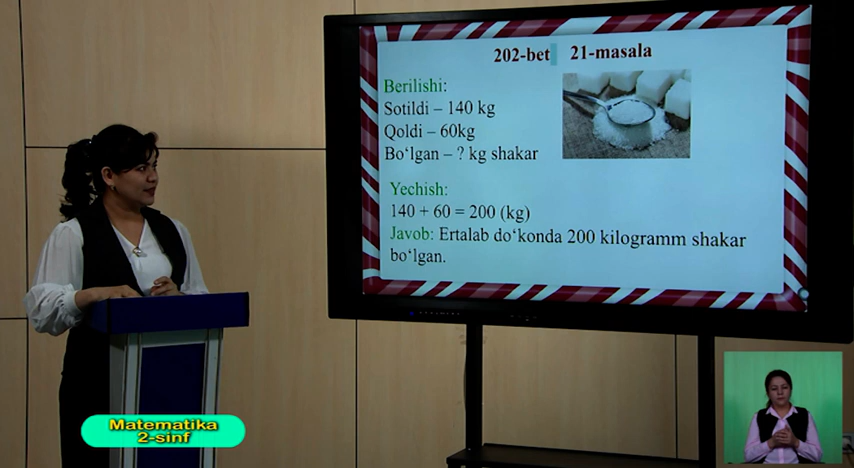 202-bet 21-masala
Berilishi:
Sotildi – 140 kg
Qoldi – 60kg
Bo‘lgan – ? kg shakar
Yechish:
140 + 60 = 200 (kg)
Javob: Ertalab do‘konda 200 kilogramm shakar
bo‘lgan.
Matematika
2-sinf